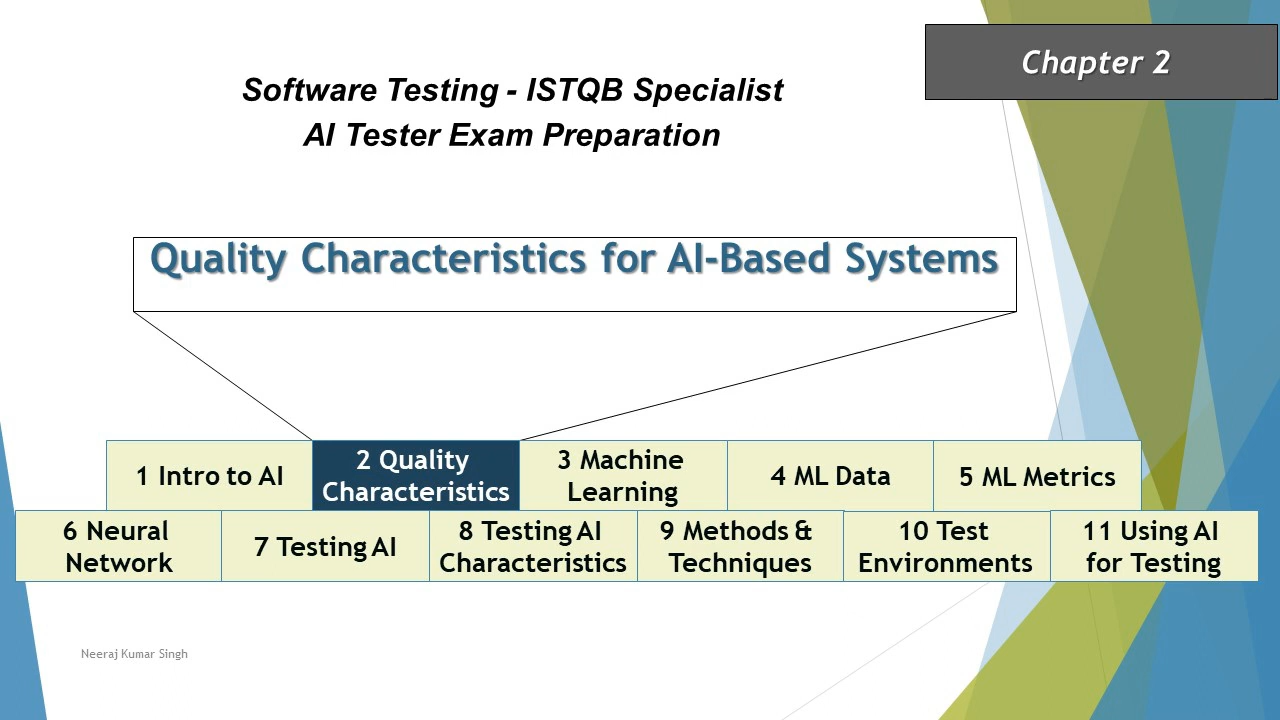 Chapter 2
Software Testing - ISTQB Specialist
AI Tester Exam Preparation
Quality Characteristics for AI-Based Systems
1 Intro to AI
2 Quality
Characteristics
3 Machine
Learning
4 ML Data
5 ML Metrics
6 Neural
Network
7 Testing AI
8 Testing AI
Characteristics
9 Methods &
Techniques
10 Test
Environments
11 Using AI
for Testing
Neeraj Kumar Singh